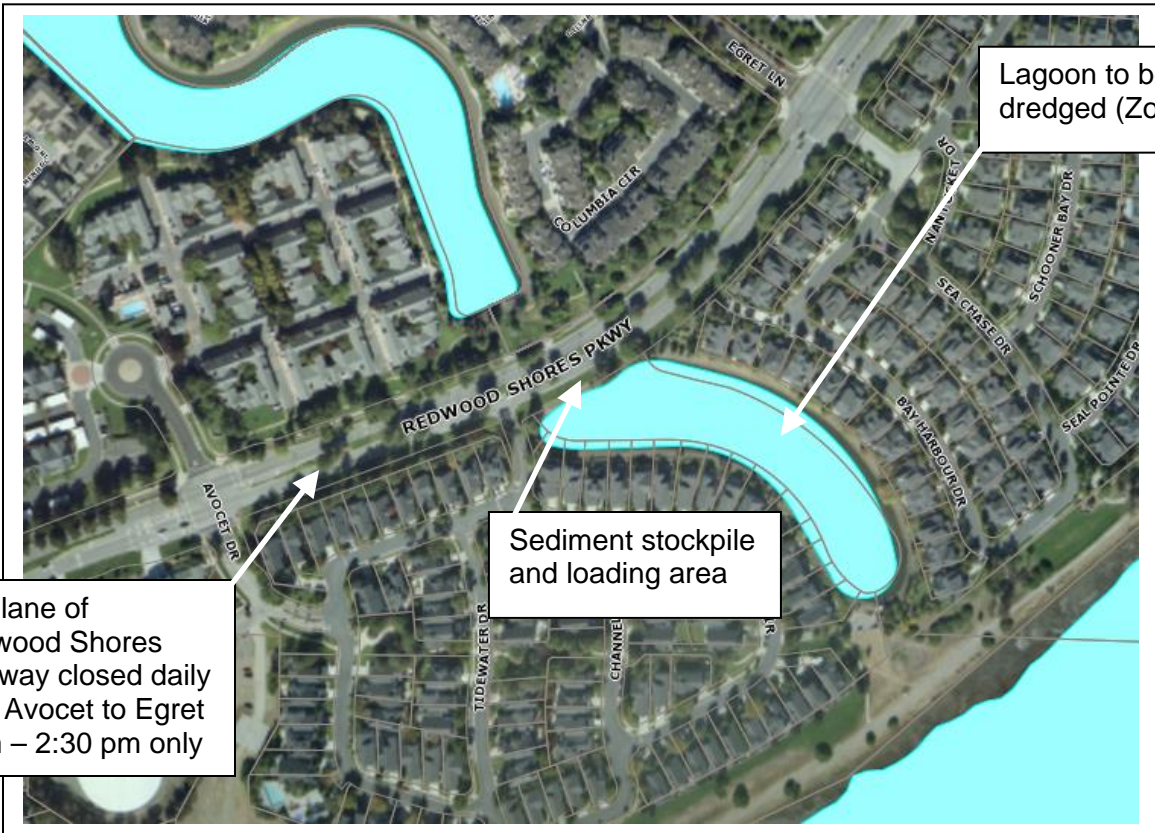 EGRET LN
Lagoon to b
dredged (Zo
COLUMBIA CIR
NANTUCKET
DR
SCHOONER BAY DR
SEA CHASE DR
REDWOOD SHORES PKWY
SEAL POINTE DR
BAY HARBOUR DR
AVOCET DR
Sediment stockpile
and loading area
lane of
wood Shores
way closed daily
Avocet to Egret
– 2:30 pm only
TIDEWATER DR
CHANNEL